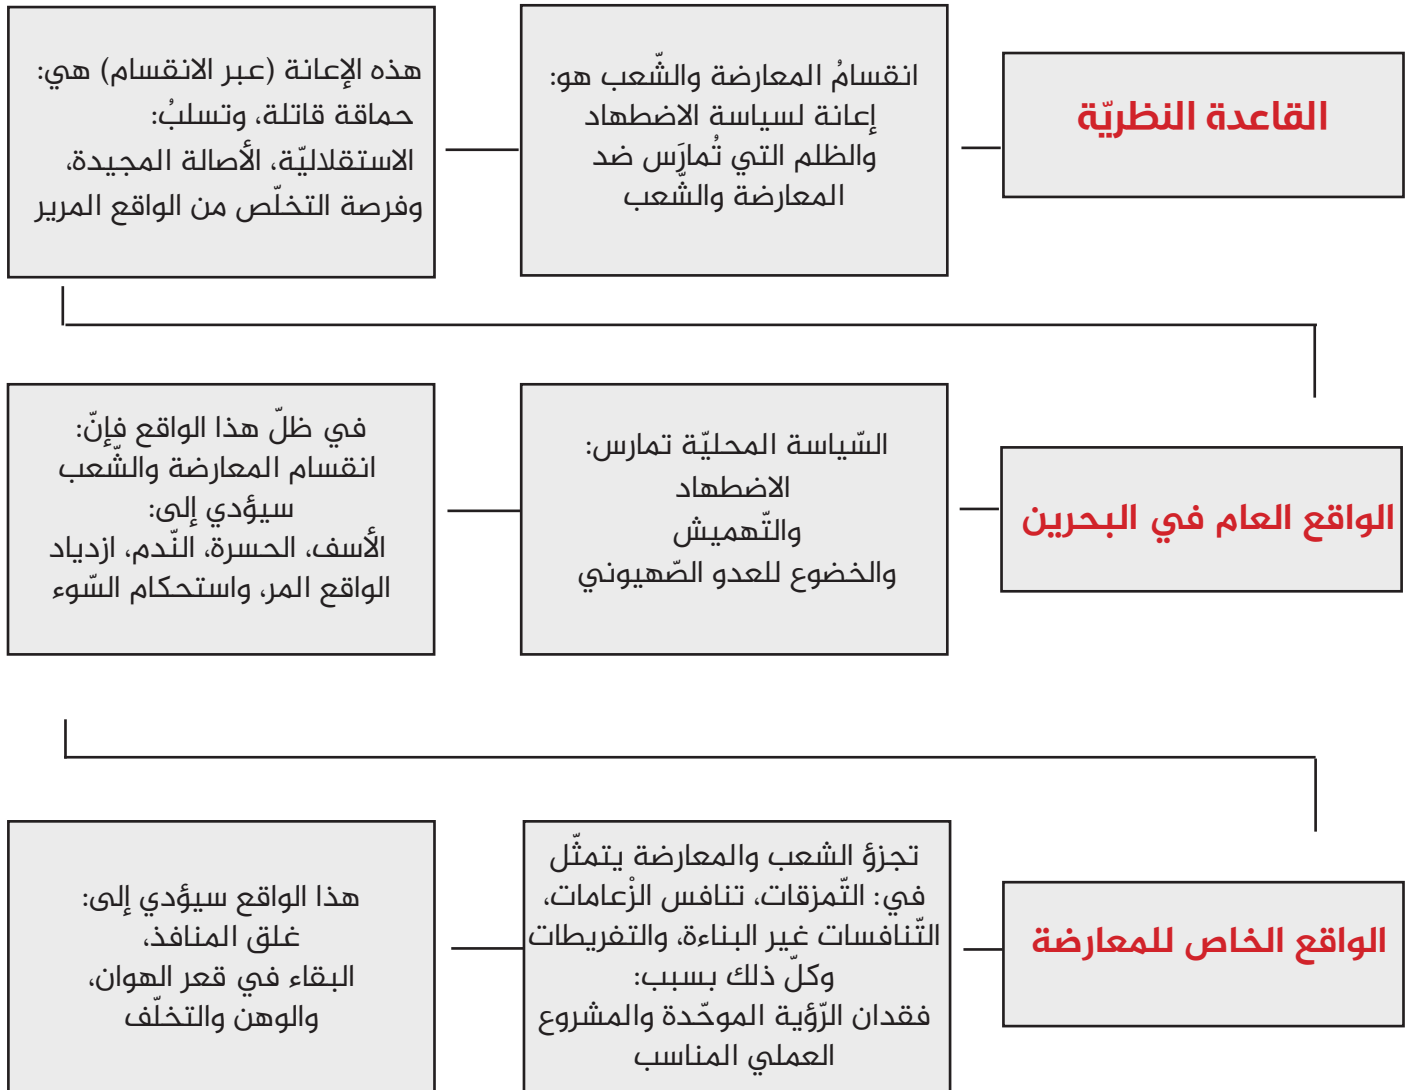 القاعدة النظريّة
انقسامُ المعارضة والشّعب هو:
إعانة لسياسة الاضطهاد
والظلم التي تُمارَس ضد
المعارضة والشّعب
هذه الإعانة (عبر الانقسام) هي:
حماقة قاتلة، وتسلبُ:
الاستقلاليّة، الأصالة المجيدة،
وفرصة التخلّص من الواقع المرير
الواقع العام في البحرين
السّياسة المحليّة تمارس:
الاضطهاد
والتّهميش
والخضوع للعدو الصّهيوني
في ظلّ هذا الواقع فإنّ:
انقسام المعارضة والشّعب
سيؤدي إلى:
الأسف، الحسرة، النّدم، ازدياد
الواقع المر، واستحكام السّوء
الواقع الخاص للمعارضة
تجزؤ الشعب والمعارضة يتمثّل
في: التّمزقات، تنافس الزْعامات،
التّنافسات غير البناءة، والتفريطات
وكلّ ذلك بسبب:
فقدان الرّؤية الموحّدة والمشروع
العملي المناسب
هذا الواقع سيؤدي إلى:
غلق المنافذ،
البقاء في قعر الهوان،
والوهن والتخلّف